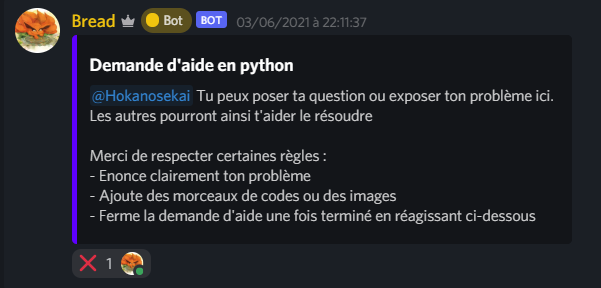 Bread Bot BOT 03/06/2021 à 22:11:37
Demande d'aide en python
@Hokanosekai Tu peux poser ta question ou exposer ton problème ici.
Les autres pourront ainsi t'aider le résoudre
Merci de respecter certaines règles :
- Enonce clairement ton problème
- Ajoute des morceaux de codes ou des images
- Ferme la demande d'aide une fois terminé en réagissant ci-dessous
1